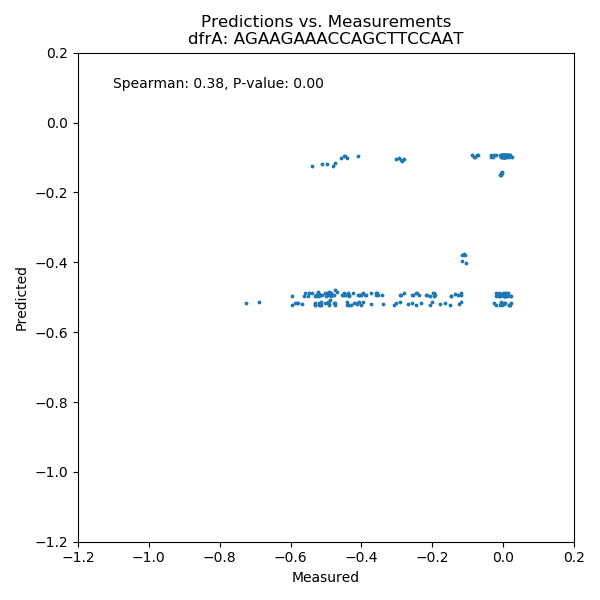 Predictions vs. Measurements
dfrA: AGAAGAAACCAGCTTCCAAT
Spearman: 0.38, P-value: 0.00
0.2
0.0
−0.2
−0.4
−0.6
−0.8
−1.0
−1.2
Predicted
−1.2 −1.0 −0.8 −0.6 −0.4 −0.2 0.0 0.2
Measured